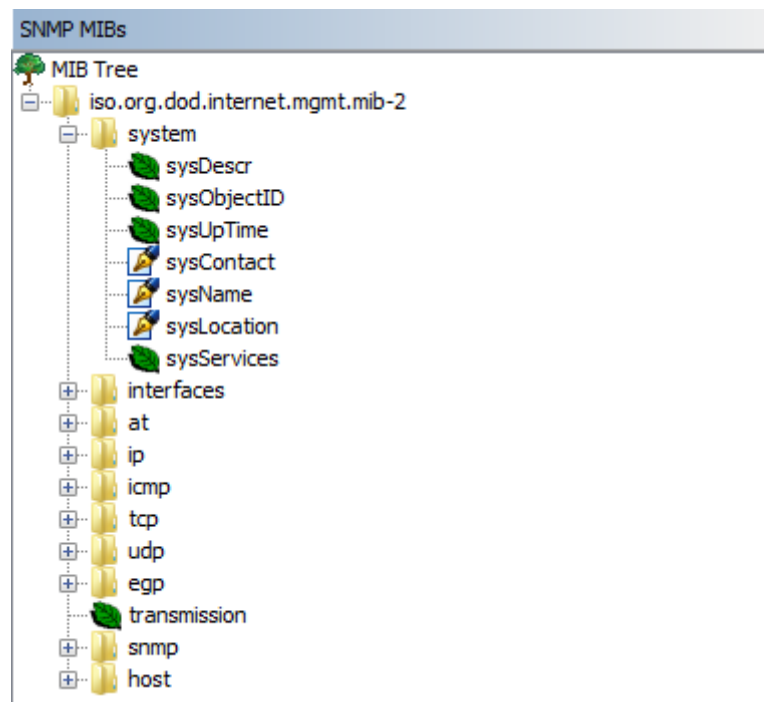 SNMP MIBs
MIB Tree
iso.org.dod.internet.mgmt.mib-2
system
sysDescr
sysObjectID
sysUpTime
sysContact
sysName
sysLocation
sysServices
interfaces
at
ip
icmp
tcp
udp
egp
transmission
snmp
host